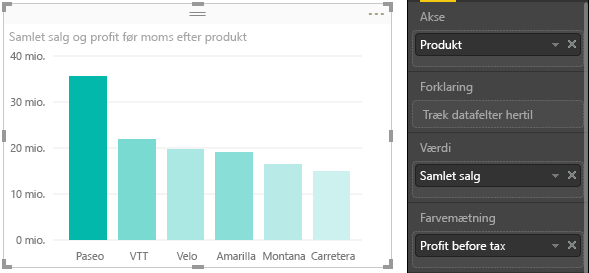 Samlet salg og profit før moms efter produkt
40 mio.
30 mio.
20 mio.
10 mio.
0 mio.
Paseo VTT Velo Amarilla Montana Carretera
Akse
Produkt
Forklaring
Træk datafelter hertil
Værdi
Samlet salg
Farvemætning
Profit before tax